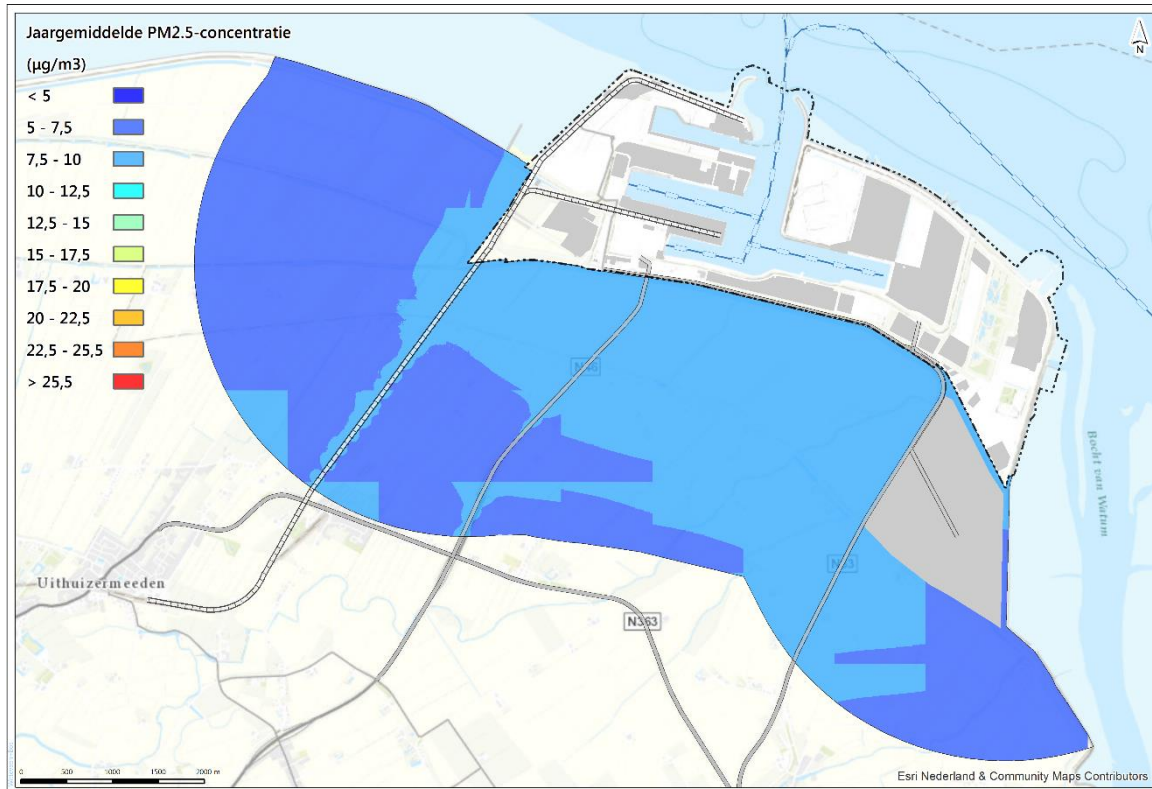 Jaargemiddelde PM2.5-concentratie
(µg/m3)
< 5
5 - 7,5
7,5 - 10
10 - 12,5
12,5 - 15
15 - 17,5
17,5 - 20
20 - 22,5
22,5 - 25,5
> 25,5
N
Bocht van Watum
N33
Uithuizermeeden
N363
0 500 1000 1500 2000 m
Esri Nederland & Community Maps Contributors